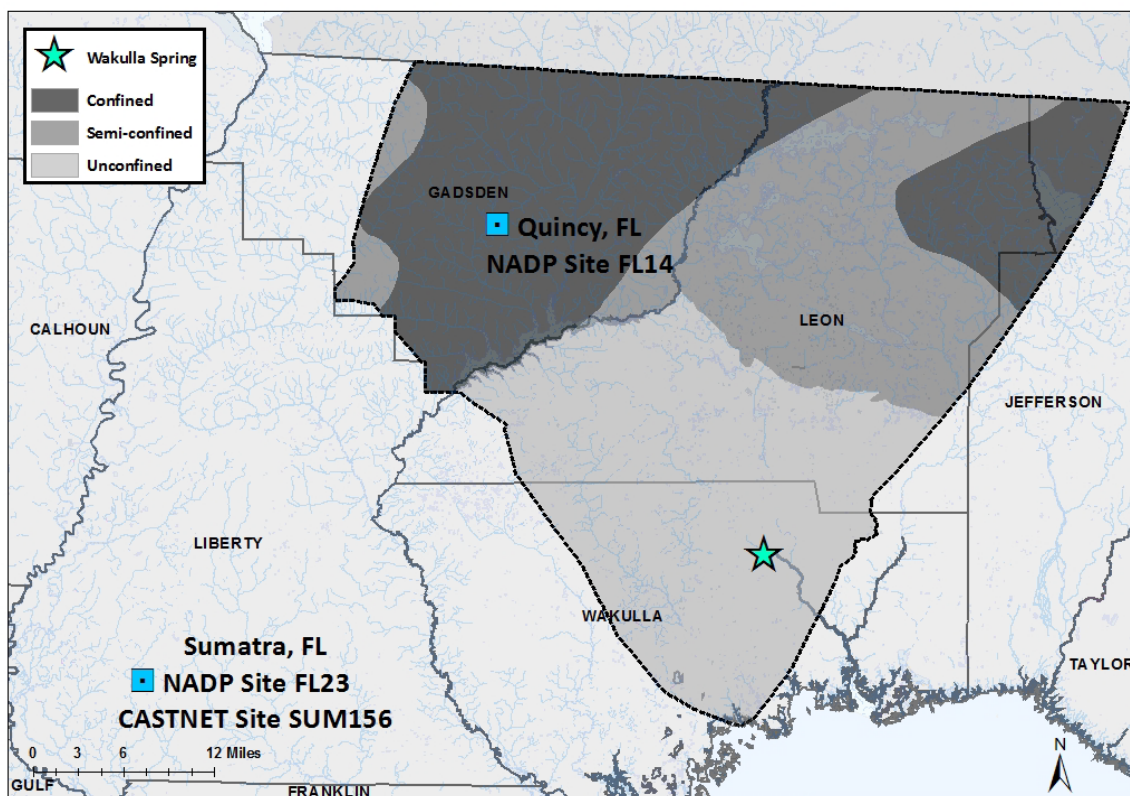 Wakulla Spring
Confined
Semi-confined
Unconfined
GADSDEN
Quincy, FL
NADP Site FL14
CALHOUN
LEON
JEFFERSON
LIBERTY
WAKULLA
Sumatra, FL
NADP Site FL23
CASTNET Site SUM156
TAYLOR
0 3 6 12 Miles
N
GULF
FRANKLIN